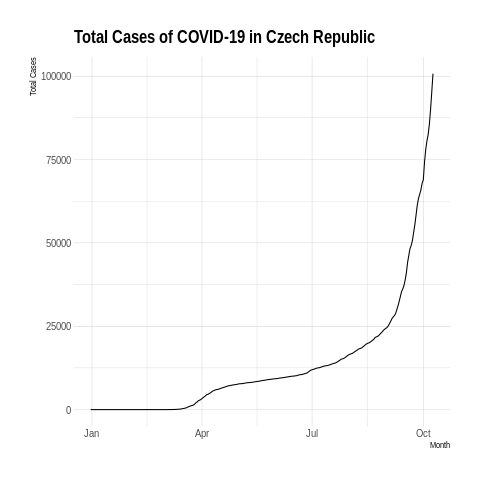 Total Cases of COVID-19 in Czech Republic
Total Cases
100000
75000
50000
25000
0
Jan Apr Jul Oct
Month